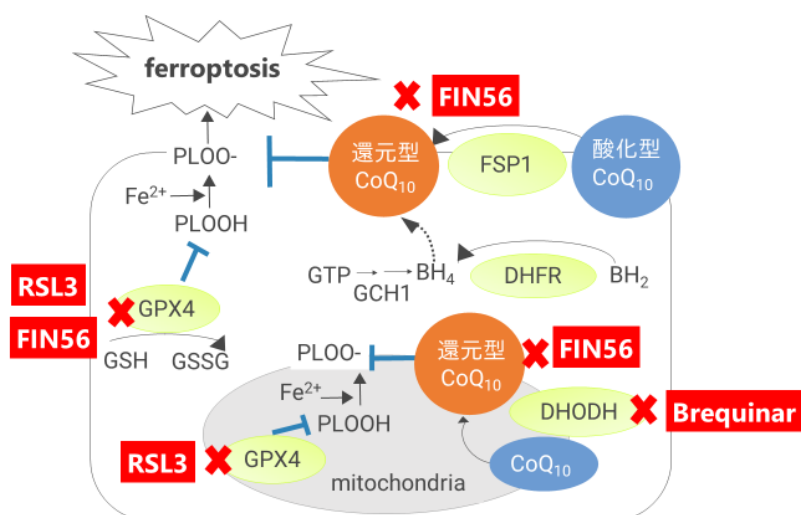 ferroptosis
FIN56
PLOO-
還元型
CoQ10
FSP1
酸化型
CoQ10
Fe2+
PLOOH
GTP
GCH1
BH4
DHFR
BH2
RSL3
GPX4
FIN56
GSH
GSSG
PLOO-
還元型
CoQ10
FIN56
Fe2+
PLOOH
DHODH
Brequinar
RSL3
GPX4
CoQ10
mitochondria